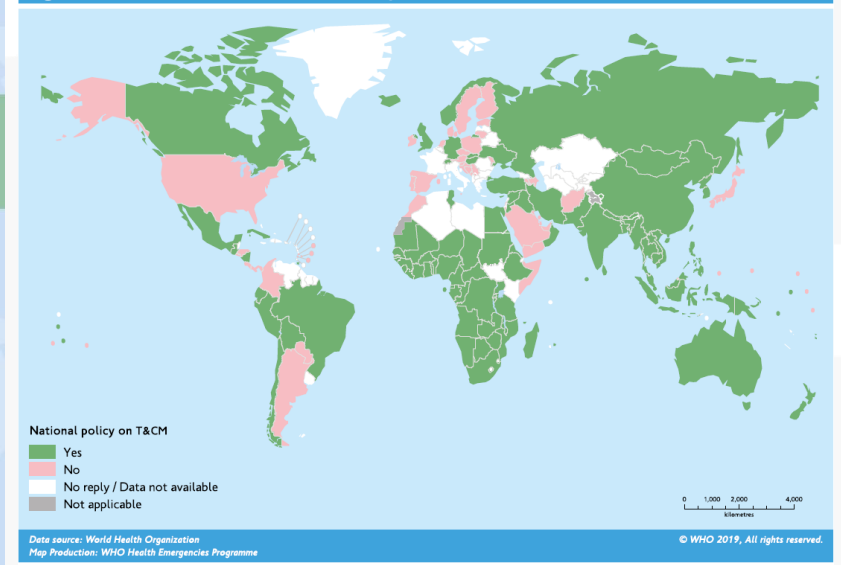 National policy on T&CM
Yes
No
No reply / Data not available
Not applicable
0 1,000 2,000 4,000
kilometres
Data source: World Health Organization
Map Production: WHO Health Emergencies Programme
© WHO 2019, All rights reserved.